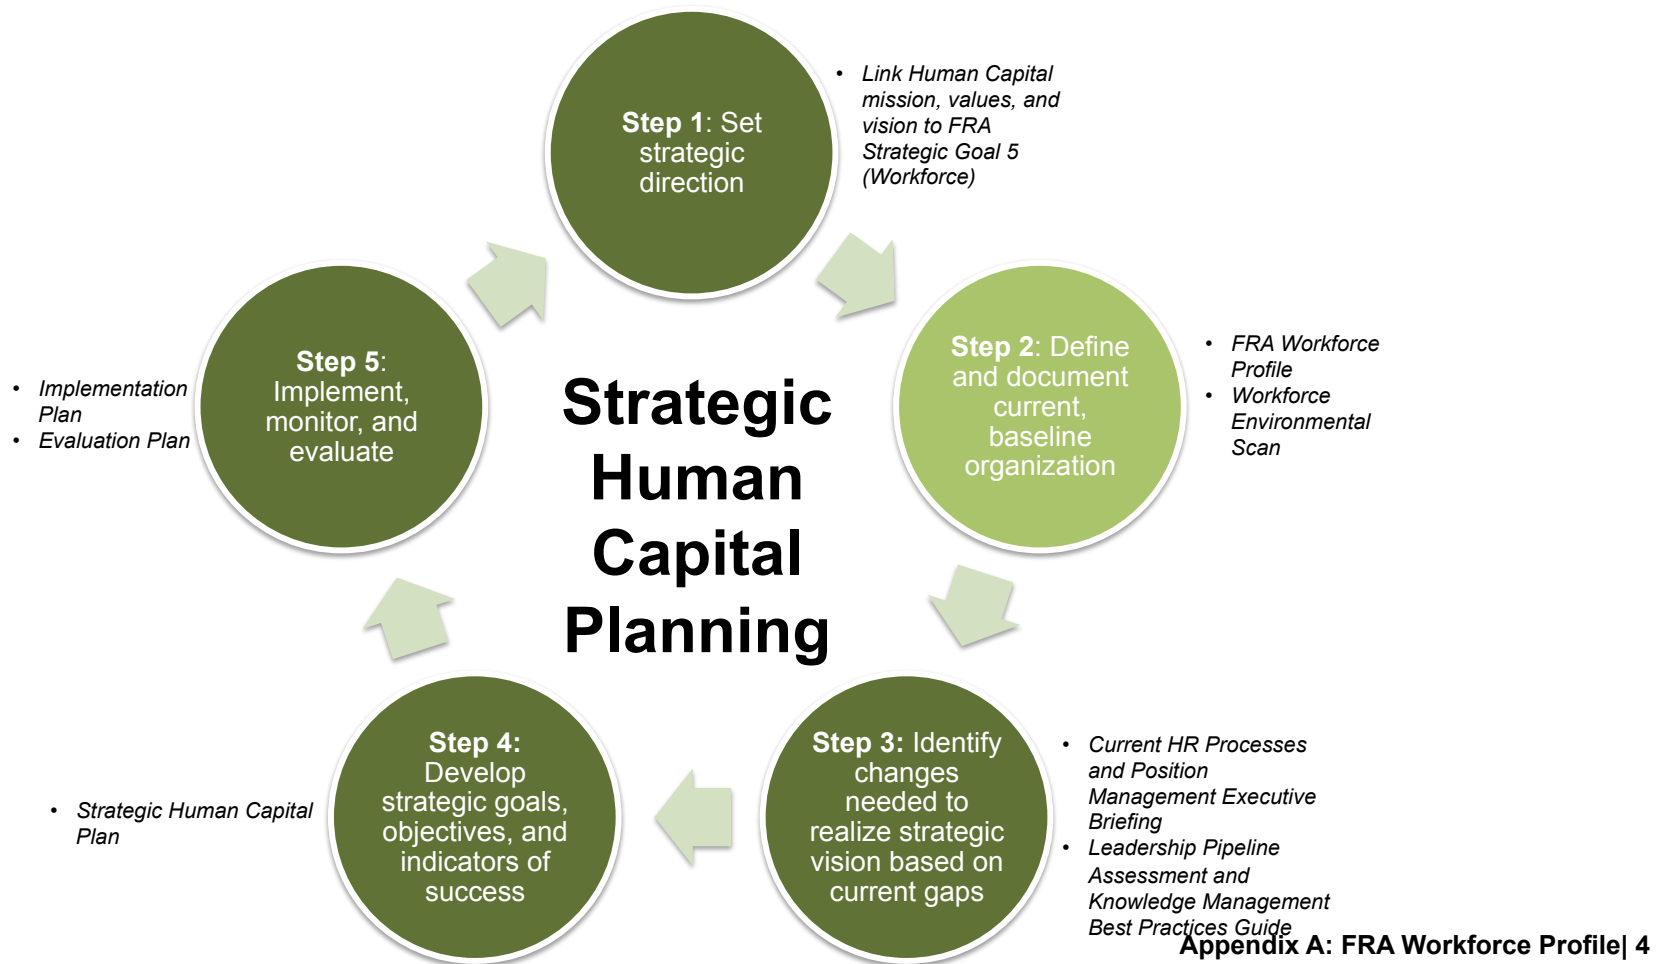 Step 1: Set
strategic
direction
• Link Human Capital
mission, values, and
vision to FRA
Strategic Goal 5
(Workforce)
Step 2: Define
and document
current,
baseline
organization
• FRA Workforce
Profile
• Workforce
Environmental
Scan
Step 3: Identify
changes
needed to
realize strategic
vision based on
current gaps
• Current HR Processes
and Position
Management Executive
Briefing
• Leadership Pipeline
Assessment and
Knowledge Management
Best Practices Guide
Step 4:
Develop
strategic goals,
objectives, and
indicators of
success
• Strategic Human Capital
Plan
Step 5:
Implement,
monitor, and
evaluate
• Implementation
Plan
• Evaluation Plan
Strategic
Human
Capital
Planning
Appendix A: FRA Workforce Profile| 4